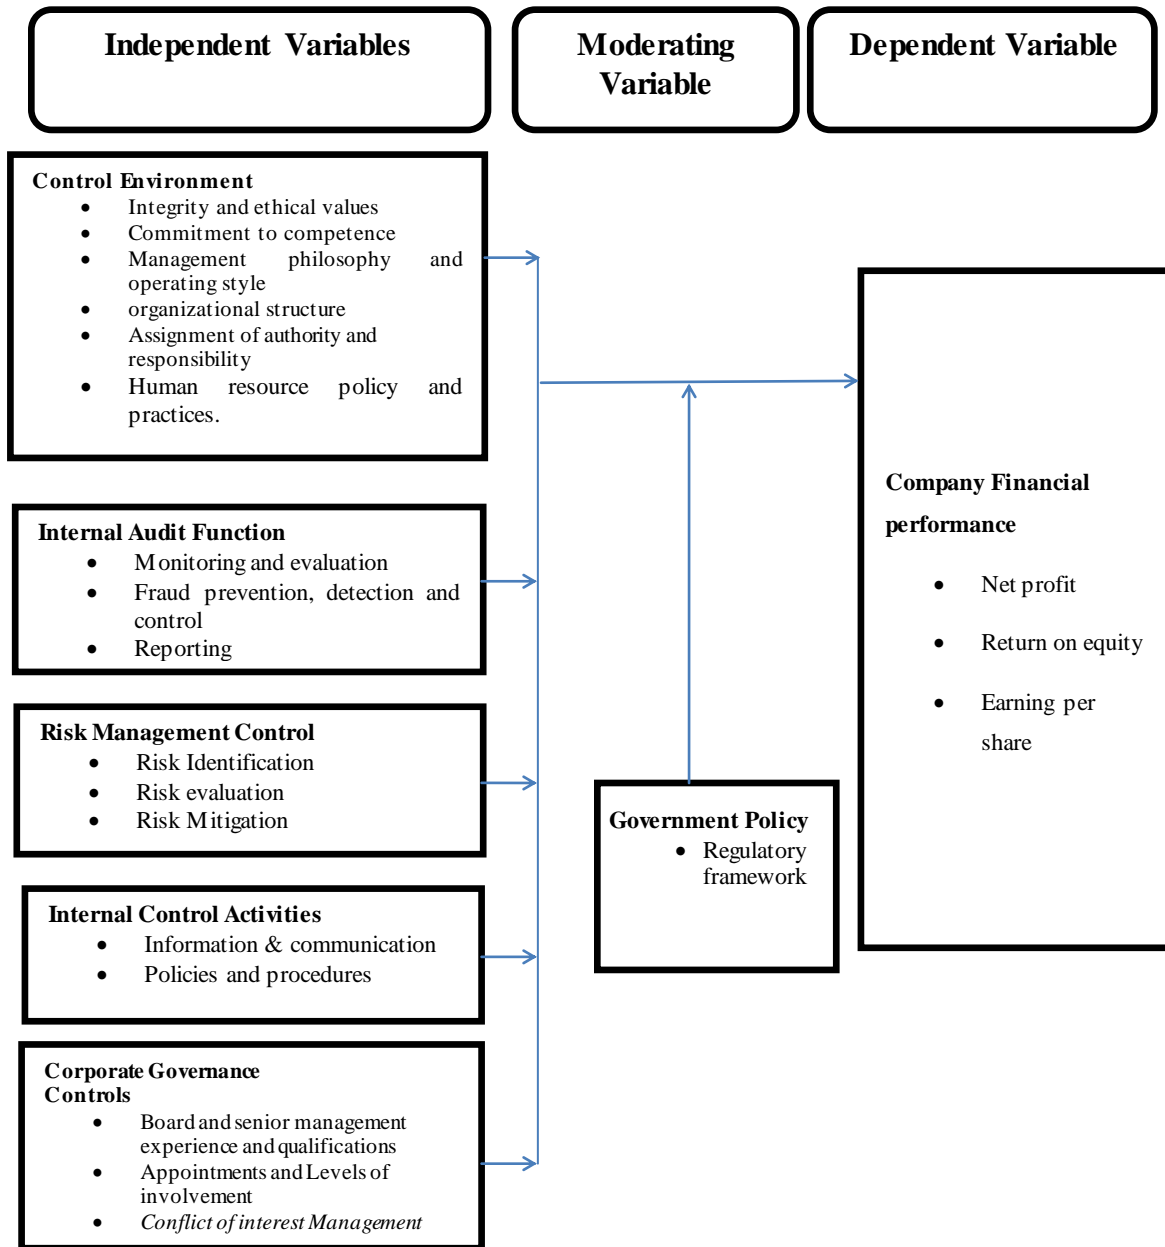 Independent Variables
Moderating
Variable
Dependent Variable
Control Environment
• Integrity and ethical values
• Commitment to competence
• Management philosophy and
operating style
• organizational structure
• Assignment of authority and
responsibility
• Human resource policy and
practices.
Internal Audit Function
• Monitoring and evaluation
• Fraud prevention, detection and
control
• Reporting
Risk Management Control
• Risk Identification
• Risk evaluation
• Risk Mitigation
Internal Control Activities
• Information & communication
• Policies and procedures
Corporate Governance
Controls
• Board and senior management
experience and qualifications
• Appointments and Levels of
involvement
• Conflict of interest Management
Government Policy
• Regulatory
framework
Company Financial
performance
• Net profit
• Return on equity
• Earning per
share